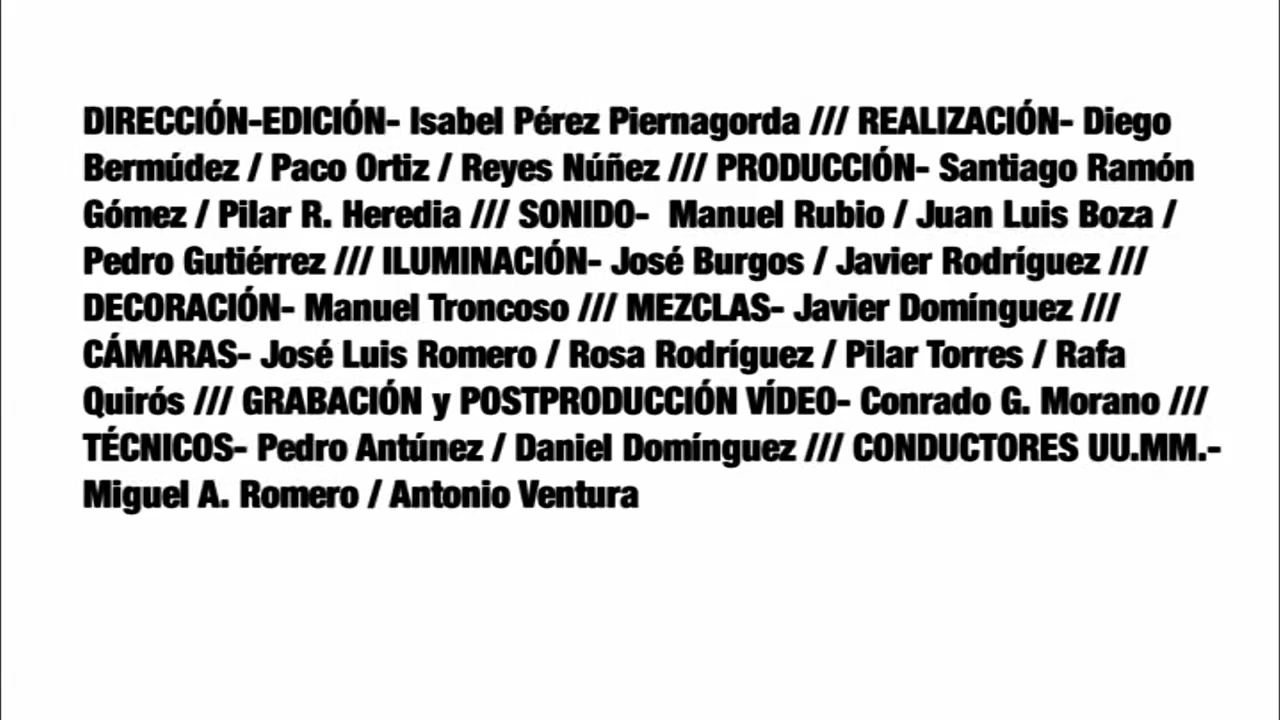 DIRECCIÓN-EDICIÓN- Isabel Pérez Piernagorda /// REALIZACIÓN- Diego
Bermúdez / Paco Ortiz / Reyes Núñez /// PRODUCCIÓN- Santiago Ramón
Gómez / Pilar R. Heredia /// SONIDO- Manuel Rubio / Juan Luis Boza /
Pedro Gutiérrez /// ILUMINACIÓN- José Burgos / Javier Rodríguez ///
DECORACIÓN- Manuel Troncoso /// MEZCLAS- Javier Domínguez ///
CÁMARAS- José Luis Romero / Rosa Rodríguez / Pilar Torres / Rafa
Quirós /// GRABACIÓN y POSTPRODUCCIÓN VÍDEO- Conrado G. Morano ///
TÉCNICOS- Pedro Antúnez / Daniel Domínguez /// CONDUCTORES UU.MM.-
Miguel A. Romero / Antonio Ventura